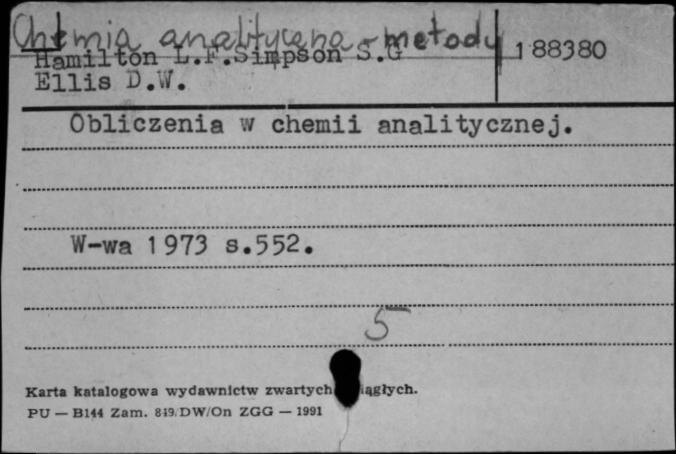 Chemia analityczna - metody
Hamilton L.F.Simpson S.G
188380
Ellis D.W.
Obliczenia w chemii analitycznej.
W-wa 1973 s.552.
5
Karta katalogowa wydawnictw zwartych iągłych.
PU — B144 Zam. 849/DW/On ZGG — 1991